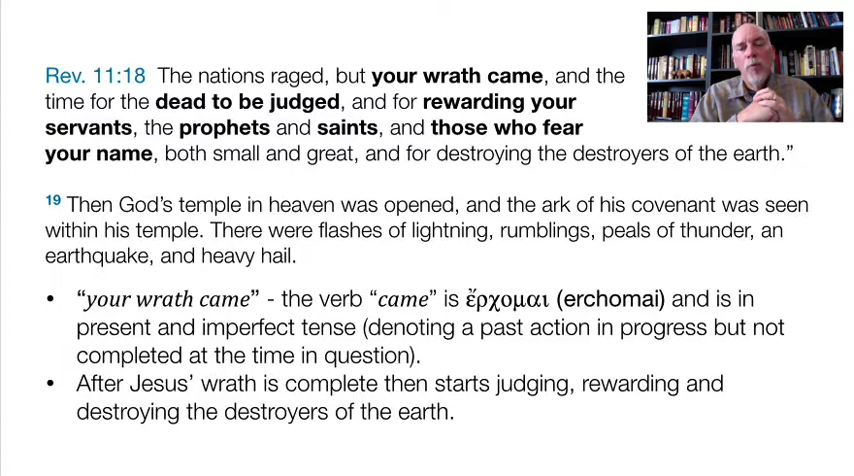 Rev. 11:18 The nations raged, but your wrath came, and the
time for the dead to be judged, and for rewarding your
servants, the prophets and saints, and those who fear
your name, both small and great, and for destroying the destroyers of the earth.”
19 Then God’s temple in heaven was opened, and the ark of his covenant was seen
within his temple. There were flashes of lightning, rumblings, peals of thunder, an
earthquake, and heavy hail.
• “your wrath came” - the verb “came” is ἔρχομαι (erchomai) and is in
present and imperfect tense (denoting a past action in progress but not
completed at the time in question).
• After Jesus’ wrath is complete then starts judging, rewarding and
destroying the destroyers of the earth.